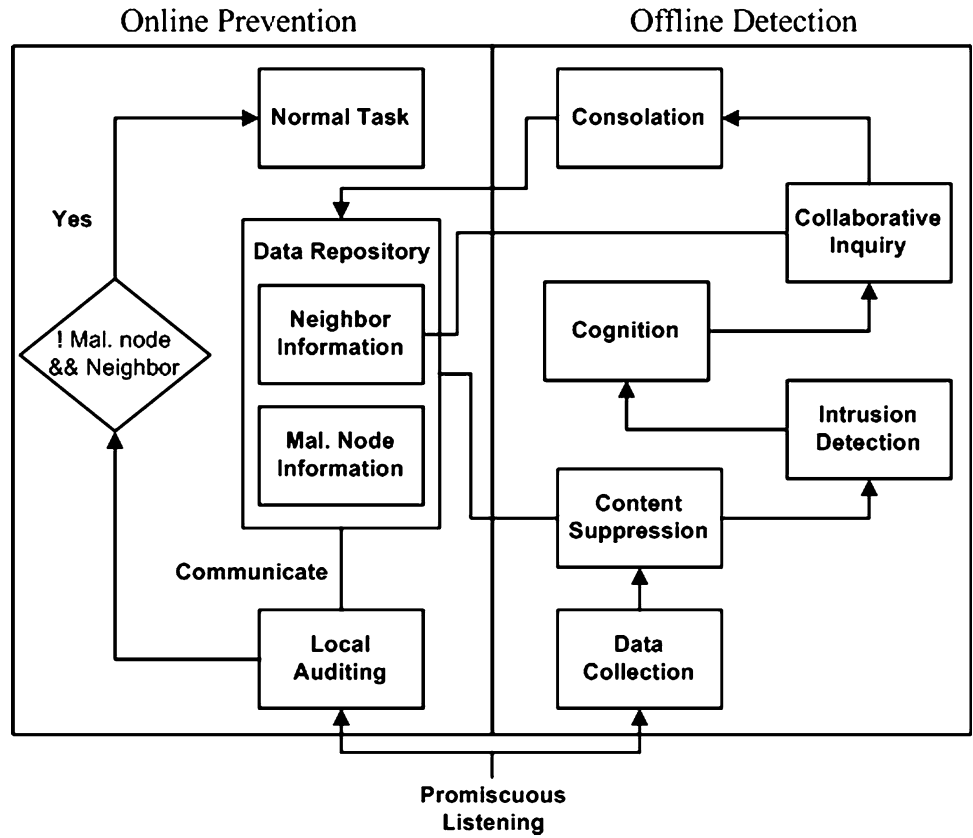 Online Prevention
Offline Detection
Normal Task
Consolation
Yes
Data Repository
Collaborative
Inquiry
! Mal. node
&& Neighbor
Neighbor
Information
Cognition
Mal. Node
Information
Intrusion
Detection
Content
Suppression
Communicate
Local
Auditing
Data
Collection
Promiscuous
Listening